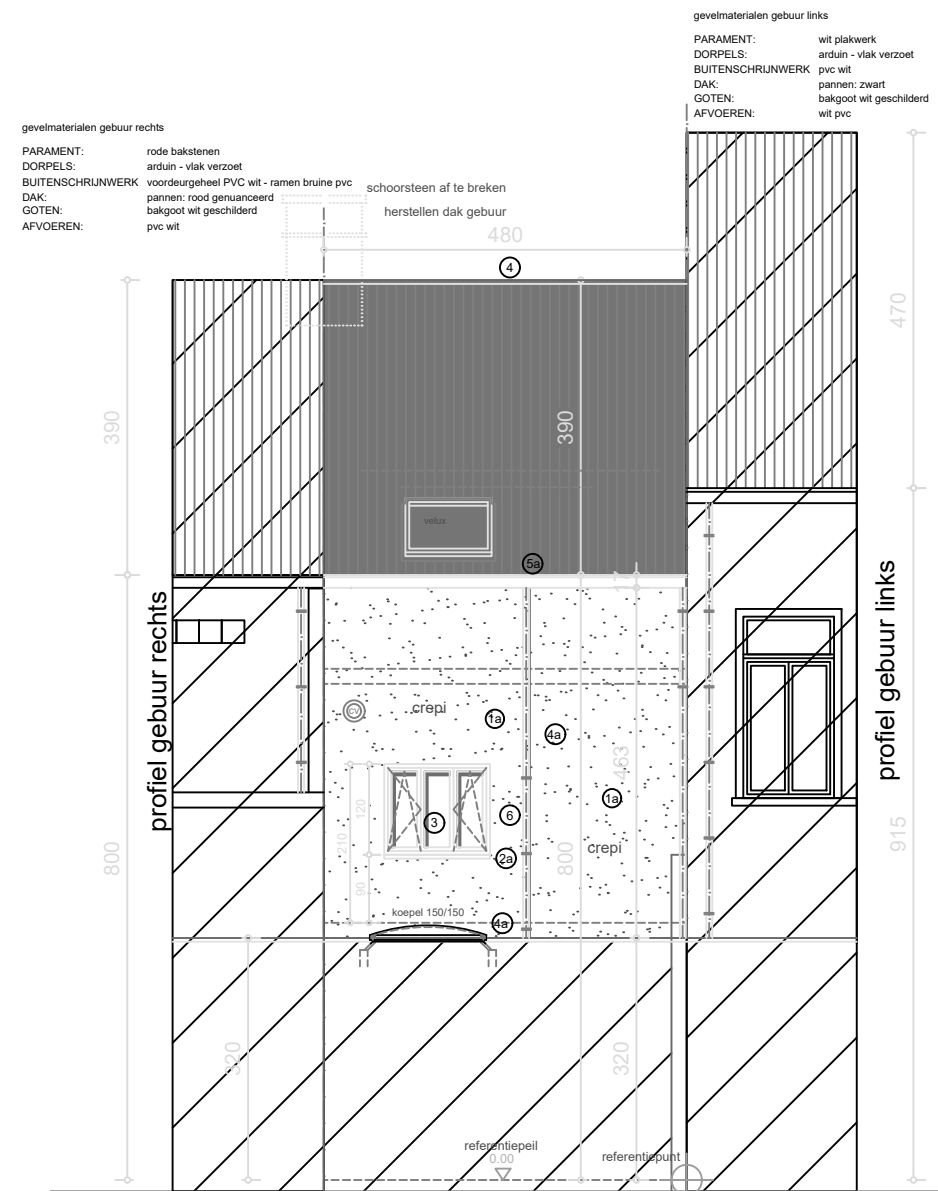 gevelmaterialen gebuur links
PARAMENT: wit plakwerk
DORPELS: arduin - vlak verzoet
BUITENSCHRIJNWERK pvc wit
DAK: pannen: zwart
GOTEN: bakgoot wit geschilderd
AFVOEREN: wit pvc
gevelmaterialen gebuur rechts
PARAMENT: rode bakstenen
DORPELS: arduin - vlak verzoet
BUITENSCHRIJNWERK voordeurgeheel PVC wit - ramen bruine pvc
DAK: pannen: rood genuanceerd
GOTEN: bakgoot wit geschilderd
AFVOEREN: pvc wit
schoorsteen af te breken
herstellen dak gebuur
480
4
470
390
390
velux
5a
17
profiel gebuur rechts
profiel gebuur links
cv
crepi
1a
4a
463
1a
120
210
3
6
crepi
2a
800
800
915
90
koepel 150/150
4a
320
320
referentiepeil
0.00
referentiepunt